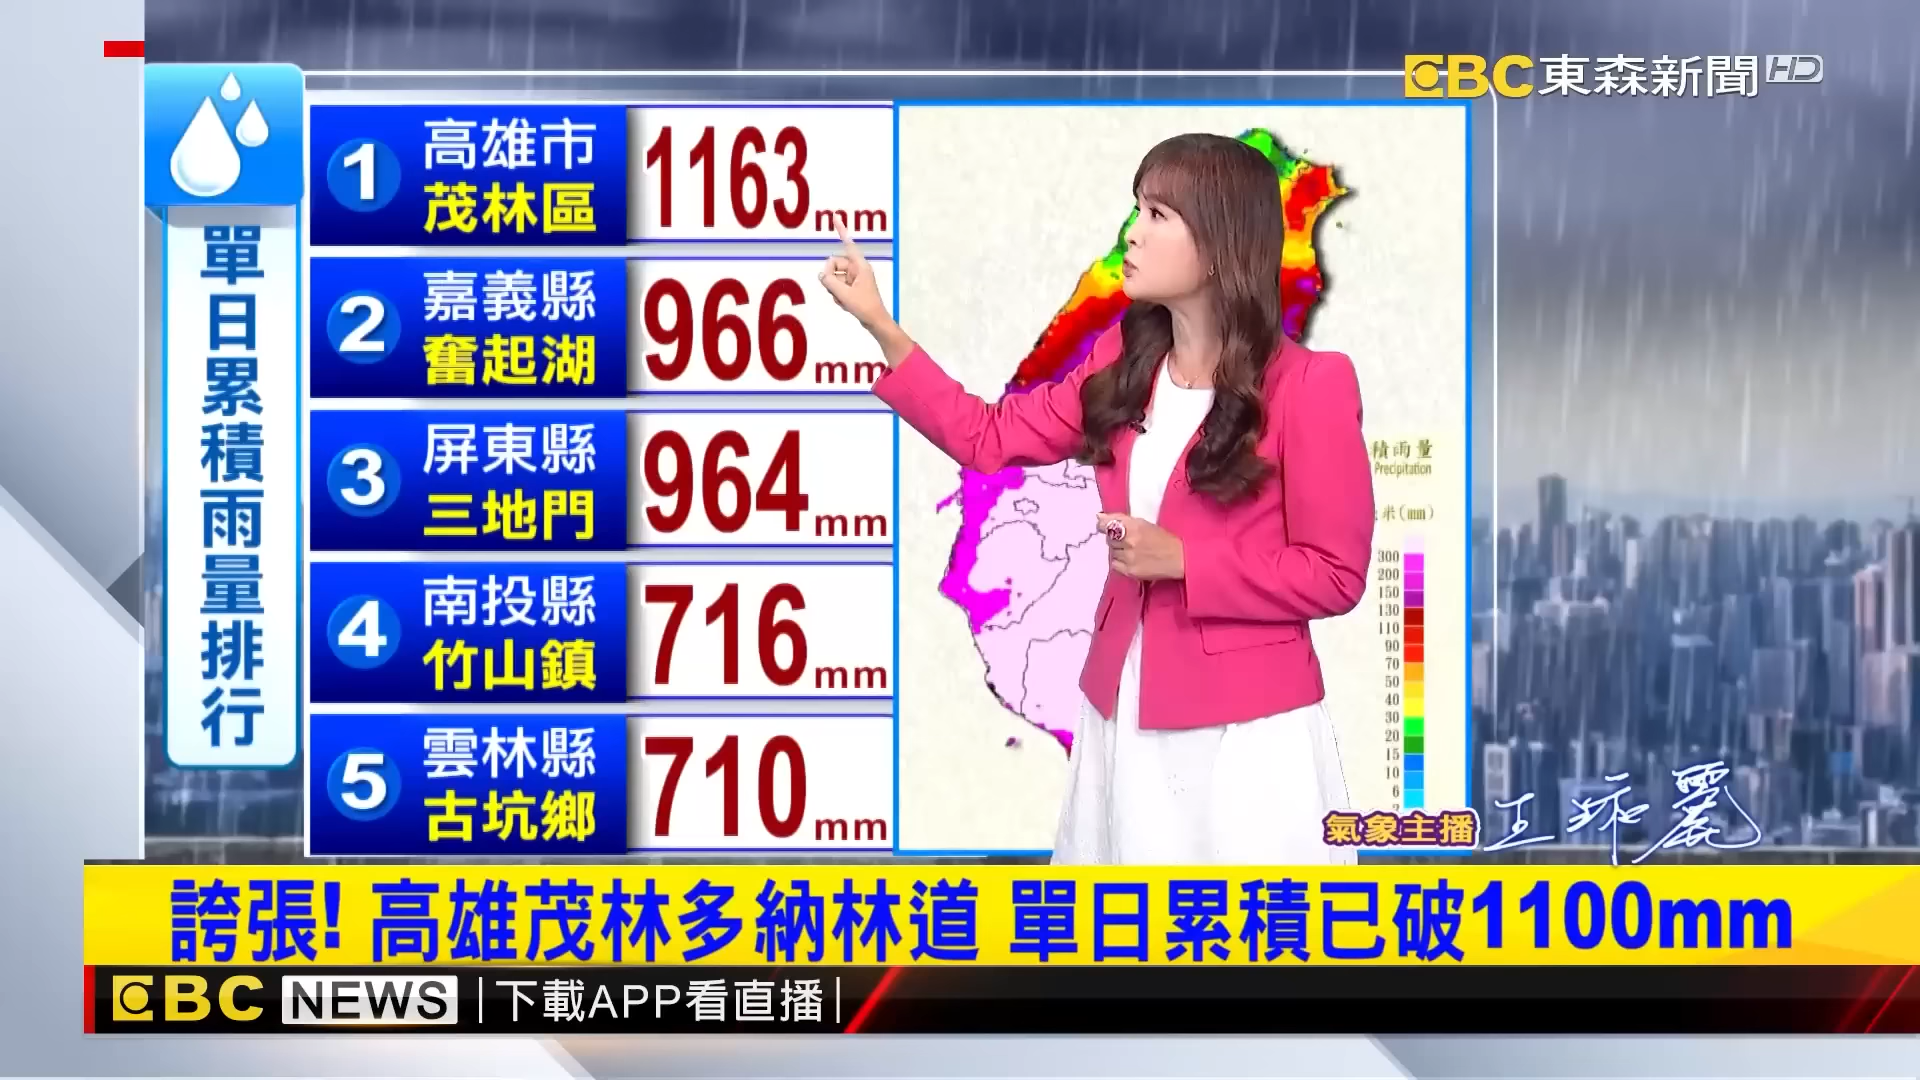 EBC東森新聞HD
單日累積雨量排行
1 高雄市 茂林區 1163mm
2 嘉義縣 奮起湖 966mm
3 屏東縣 三地門 964mm
4 南投縣 竹山鎮 716mm
5 雲林縣 古坑鄉 710mm
積雨量
Precipitation
米(mm)
300
200
150
130
110
90
70
50
40
30
20
15
10
6
2
氣象主播 王
麗
誇張! 高雄茂林多納林道 單日累積已破1100mm
EBC NEWS |下載APP看直播|